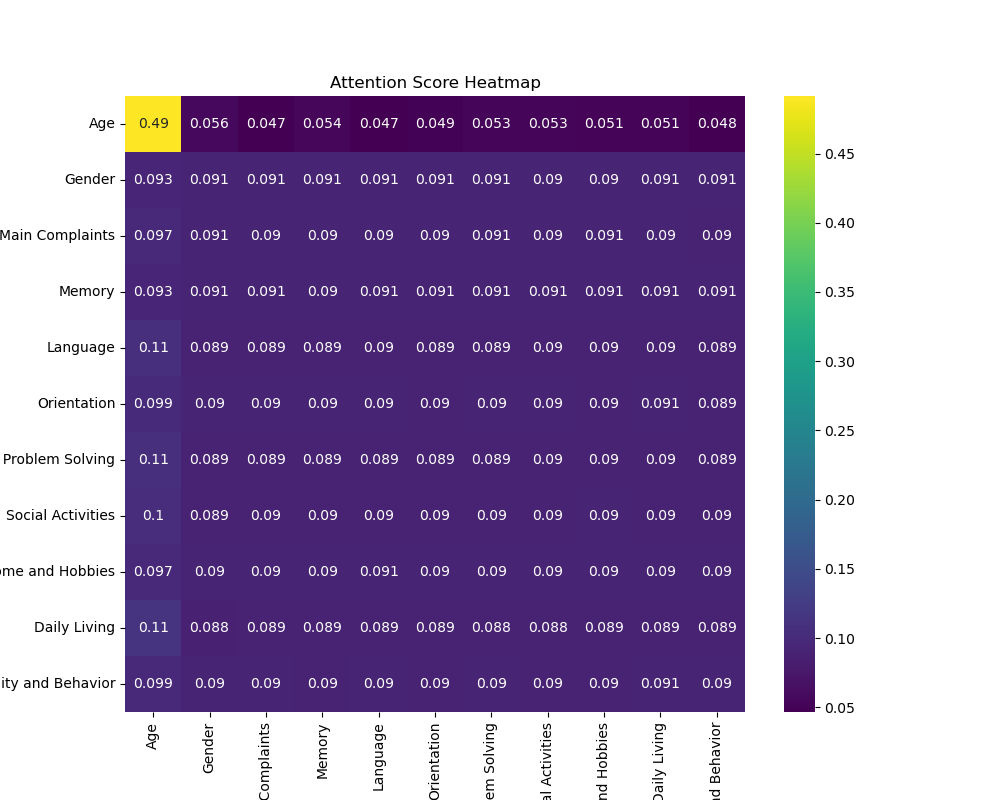 Attention Score Heatmap
Age 0.49 0.056 0.047 0.054 0.047 0.049 0.053 0.053 0.051 0.051 0.048
Gender 0.093 0.091 0.091 0.091 0.091 0.091 0.091 0.09 0.09 0.091 0.091
Main Complaints 0.097 0.091 0.09 0.09 0.09 0.09 0.091 0.09 0.091 0.09 0.09
Memory 0.093 0.091 0.091 0.09 0.091 0.091 0.091 0.091 0.091 0.091 0.091
Language 0.11 0.089 0.089 0.089 0.09 0.089 0.089 0.09 0.09 0.09 0.089
Orientation 0.099 0.09 0.09 0.09 0.09 0.09 0.09 0.09 0.09 0.091 0.089
Problem Solving 0.11 0.089 0.089 0.089 0.089 0.089 0.089 0.09 0.09 0.09 0.089
Social Activities 0.1 0.089 0.09 0.09 0.09 0.09 0.09 0.09 0.09 0.09 0.09
ome and Hobbies 0.097 0.09 0.09 0.09 0.091 0.09 0.09 0.09 0.09 0.09 0.09
Daily Living 0.11 0.088 0.089 0.089 0.089 0.089 0.088 0.088 0.089 0.089 0.089
ity and Behavior 0.099 0.09 0.09 0.09 0.09 0.09 0.09 0.09 0.09 0.091 0.09
Age
Gender
Complaints
Memory
Language
Orientation
em Solving
al Activities
nd Hobbies
Daily Living
nd Behavior
0.45
0.40
0.35
0.30
0.25
0.20
0.15
0.10
0.05